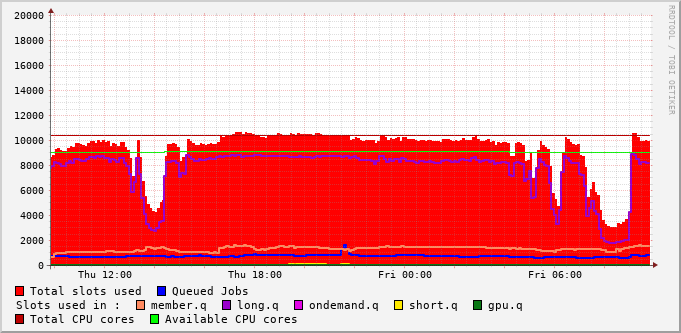 20000
18000
16000
14000
12000
10000
8000
6000
4000
2000
0
Thu 12:00 Thu 18:00 Fri 00:00 Fri 06:00
RRDTOOL / TOBI OETIKER
Total slots used Queued Jobs
Slots used in : member.q long.q ondemand.q short.q gpu.q
Total CPU cores Available CPU cores